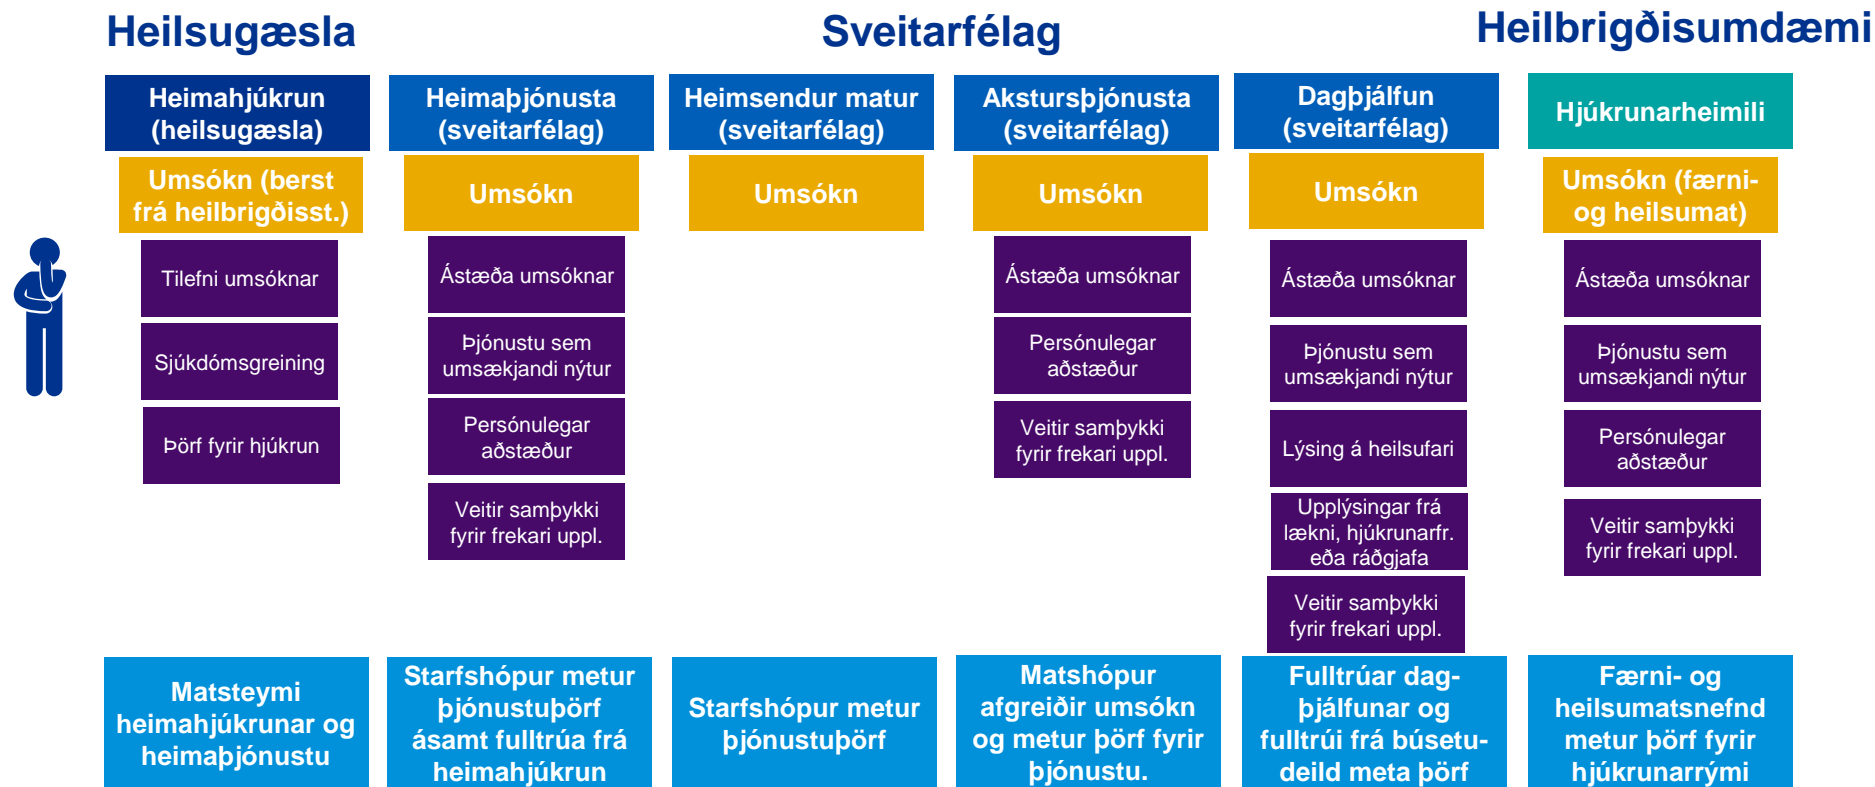 Heilsugæsla
Sveitarfélag
Heilbrigðisumdæmi
Heimahjúkrun
(heilsugæsla)
Umsókn (berst
frá heilbrigðisst.)
Tilefni umsóknar
Sjúkdómsgreining
Þörf fyrir hjúkrun
Matsteymi
heimahjúkrunar og
heimaþjónustu
Heimaþjónusta
(sveitarfélag)
Umsókn
Ástæða umsóknar
Þjónustu sem
umsækjandi nýtur
Persónulegar
aðstæður
Veitir samþykki
fyrir frekari uppl.
Starfshópur metur
þjónustuþörf
ásamt fulltrúa frá
heimahjúkrun
Heimsendur matur
(sveitarfélag)
Umsókn
Starfshópur metur
þjónustuþörf
Akstursþjónusta
(sveitarfélag)
Umsókn
Ástæða umsóknar
Persónulegar
aðstæður
Veitir samþykki
fyrir frekari uppl.
Matshópur
afgreiðir umsókn
og metur þörf fyrir
þjónustu.
Dagþjálfun
(sveitarfélag)
Umsókn
Ástæða umsóknar
Þjónustu sem
umsækjandi nýtur
Lýsing á heilsufari
Upplýsingar frá
lækni, hjúkrunarfr.
eða ráðgjafa
Veitir samþykki
fyrir frekari uppl.
Fulltrúar dag-
þjálfunar og
fulltrúi frá búsetu-
deild meta þörf
Hjúkrunarheimili
Umsókn (færni-
og heilsumat)
Ástæða umsóknar
Þjónustu sem
umsækjandi nýtur
Persónulegar
aðstæður
Veitir samþykki
fyrir frekari uppl.
Færni- og
heilsumatsnefnd
metur þörf fyrir
hjúkrunarrými